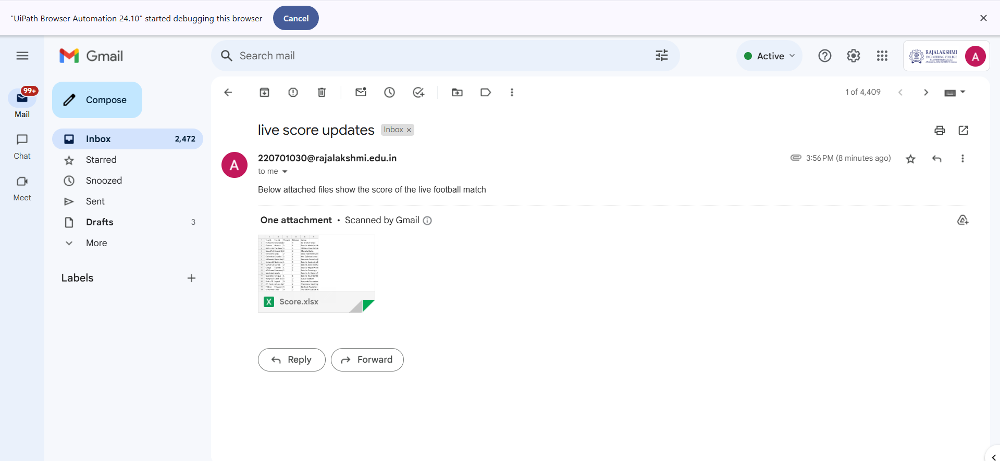 "UiPath Browser Automation 24.10" started debugging this browser
Cancel
Gmail
Search mail
Active
RAJALAKSHMI
ENGINEERING COLLEGE
A
99+
Mail
Chat
Meet
Compose
Inbox 2,472
Starred
Snoozed
Sent
Drafts 3
More
Labels
1 of 4,409
live score updates
Inbox ×
A
220701030@rajalakshmi.edu.in
3:56 PM (8 minutes ago)
to me
Below attached files show the score of the live football match
One attachment • Scanned by Gmail
X Score.xlsx
Reply
Forward